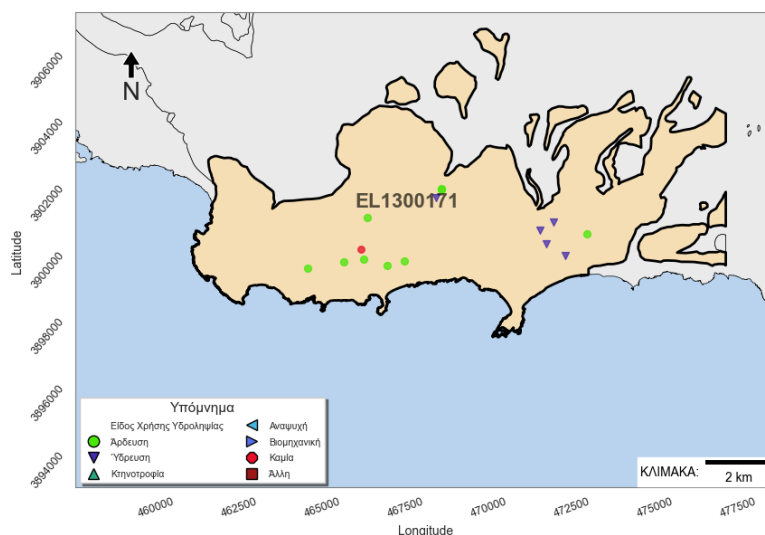 3906000
3904000
3902000
3900000
3898000
3896000
3894000
Latitude
N
EL1300171
Υπόμνημα
Είδος Χρήσης Υδροληψίας
Άρδευση
Ύδρευση
Κτηνοτροφία
Αναψυχή
Βιομηχανική
Καμία
Άλλη
ΚΛΙΜΑΚΑ:
2 km
460000
462500
465000
467500
470000
472500
475000
477500
Longitude